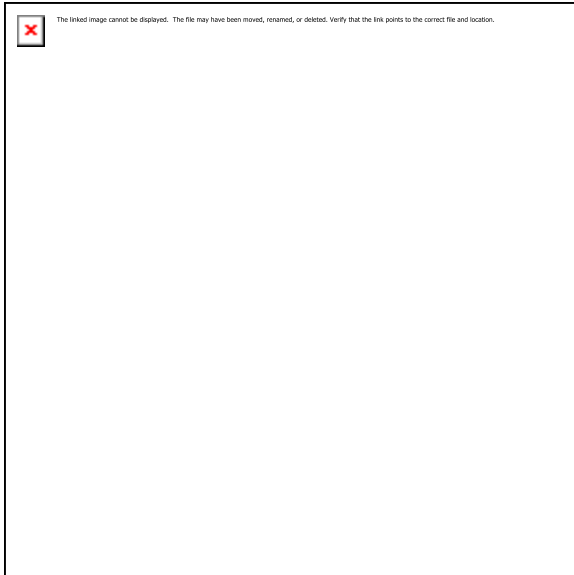 The linked image cannot be displayed.  The file may have been moved, renamed, or deleted. Verify that the link points to the correct file and location.